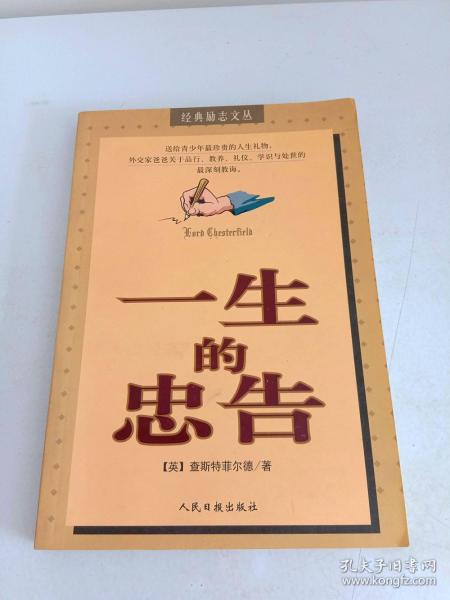 经典励志文丛
送给青少年最珍贵的人生礼物。
外交家爸爸关于品行、教养、礼仪、学识与处世的
最深刻教诲。
Lord Chesterfield
一生
的
忠告
【英】查斯特菲尔德/著
人民日报出版社
孔夫子旧书网
www.kongfz.com